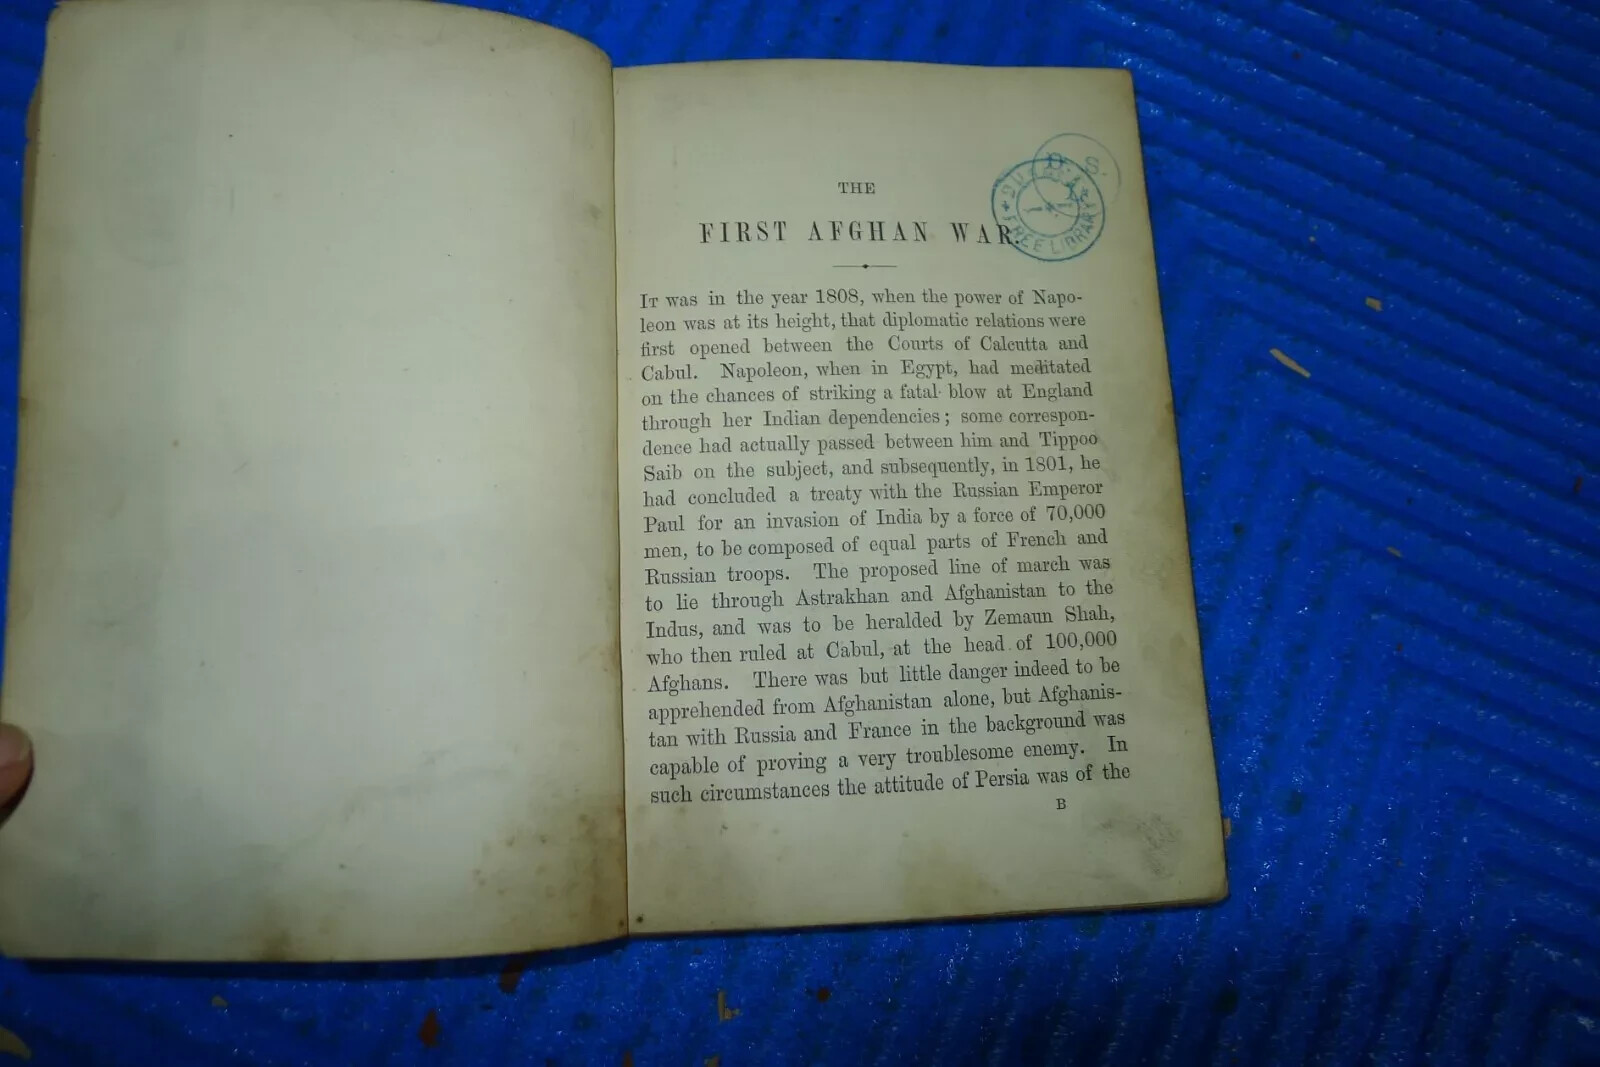 THE
FIRST AFGHAN WAR.
FREE LIBRARY
It was in the year 1808, when the power of Napo-
leon was at its height, that diplomatic relations were
first opened between the Courts of Calcutta and
Cabul. Napoleon, when in Egypt, had meditated
on the chances of striking a fatal blow at England
through her Indian dependencies; some correspon-
dence had actually passed between him and Tippoo
Saib on the subject, and subsequently, in 1801, he
had concluded a treaty with the Russian Emperor
Paul for an invasion of India by a force of 70,000
men, to be composed of equal parts of French and
Russian troops. The proposed line of march was
to lie through Astrakhan and Afghanistan to the
Indus, and was to be heralded by Zemaun Shah,
who then ruled at Cabul, at the head of 100,000
Afghans. There was but little danger indeed to be
apprehended from Afghanistan alone, but Afghanis-
tan with Russia and France in the background was
capable of proving a very troublesome enemy. In
such circumstances the attitude of Persia was of the
B